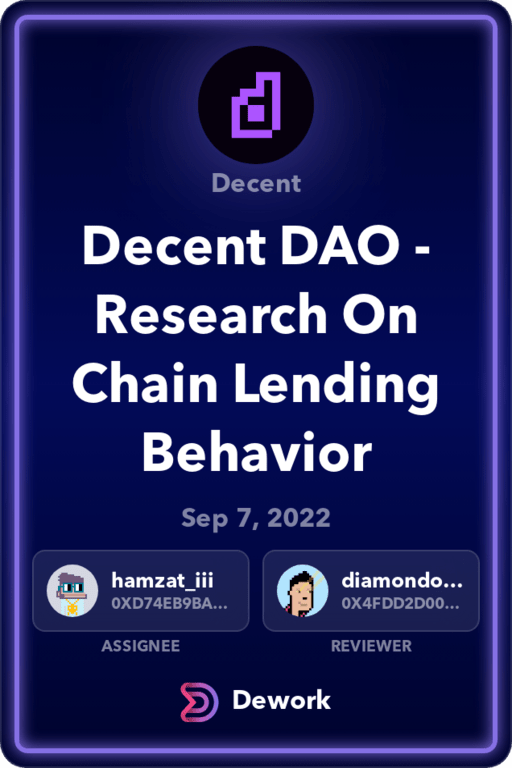 Decent
Decent DAO -
Research On
Chain Lending
Behavior
Sep 7, 2022
hamzat_iii
0XD74EB9BA...
ASSIGNEE
diamondo...
0X4FDD2D00...
REVIEWER
Dework